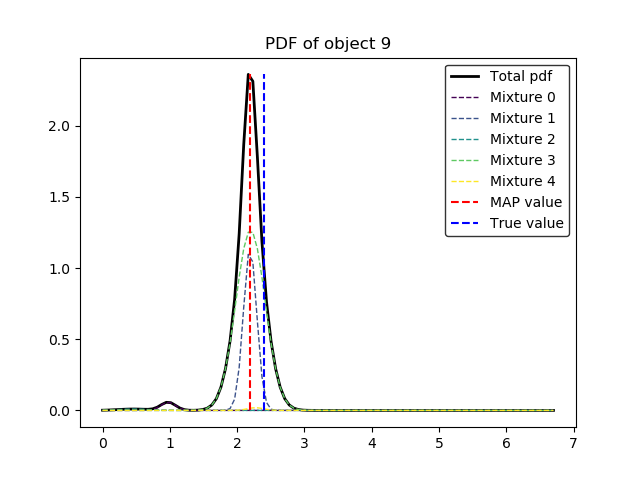 PDF of object 9
Total pdf
Mixture 0
Mixture 1
Mixture 2
Mixture 3
Mixture 4
MAP value
True value
2.0
1.5
1.0
0.5
0.0
0 1 2 3 4 5 6 7